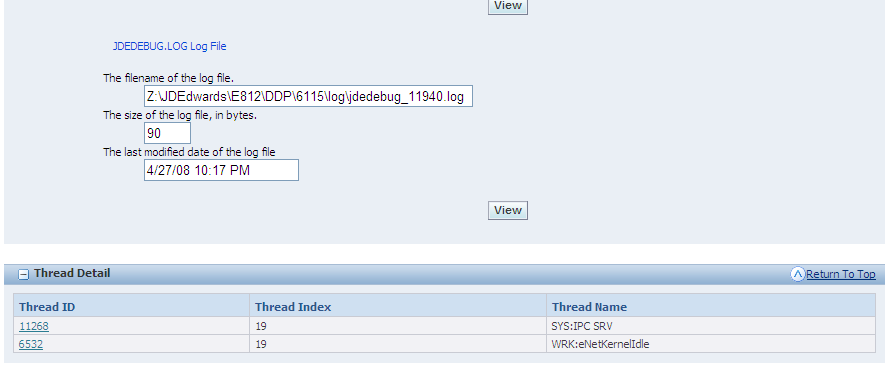 View
JDEDEBUG.LOG Log File
The filename of the log file.
Z:\JDEdwards\E812\DDP\6115\log\jdedebug_11940.log
The size of the log file, in bytes.
90
The last modified date of the log file
4/27/08 10:17 PM
View
Thread Detail Return To Top
Thread ID Thread Index Thread Name
11268 19 SYS:IPC SRV
6532 19 WRK:eNetKernelIdle